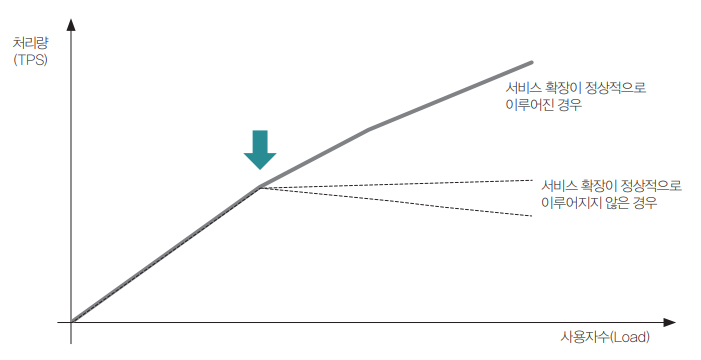 처리량
(TPS)
서비스 확장이 정상적으로
이루어진 경우
서비스 확장이 정상적으로
이루어지지 않은 경우
사용자수(Load)